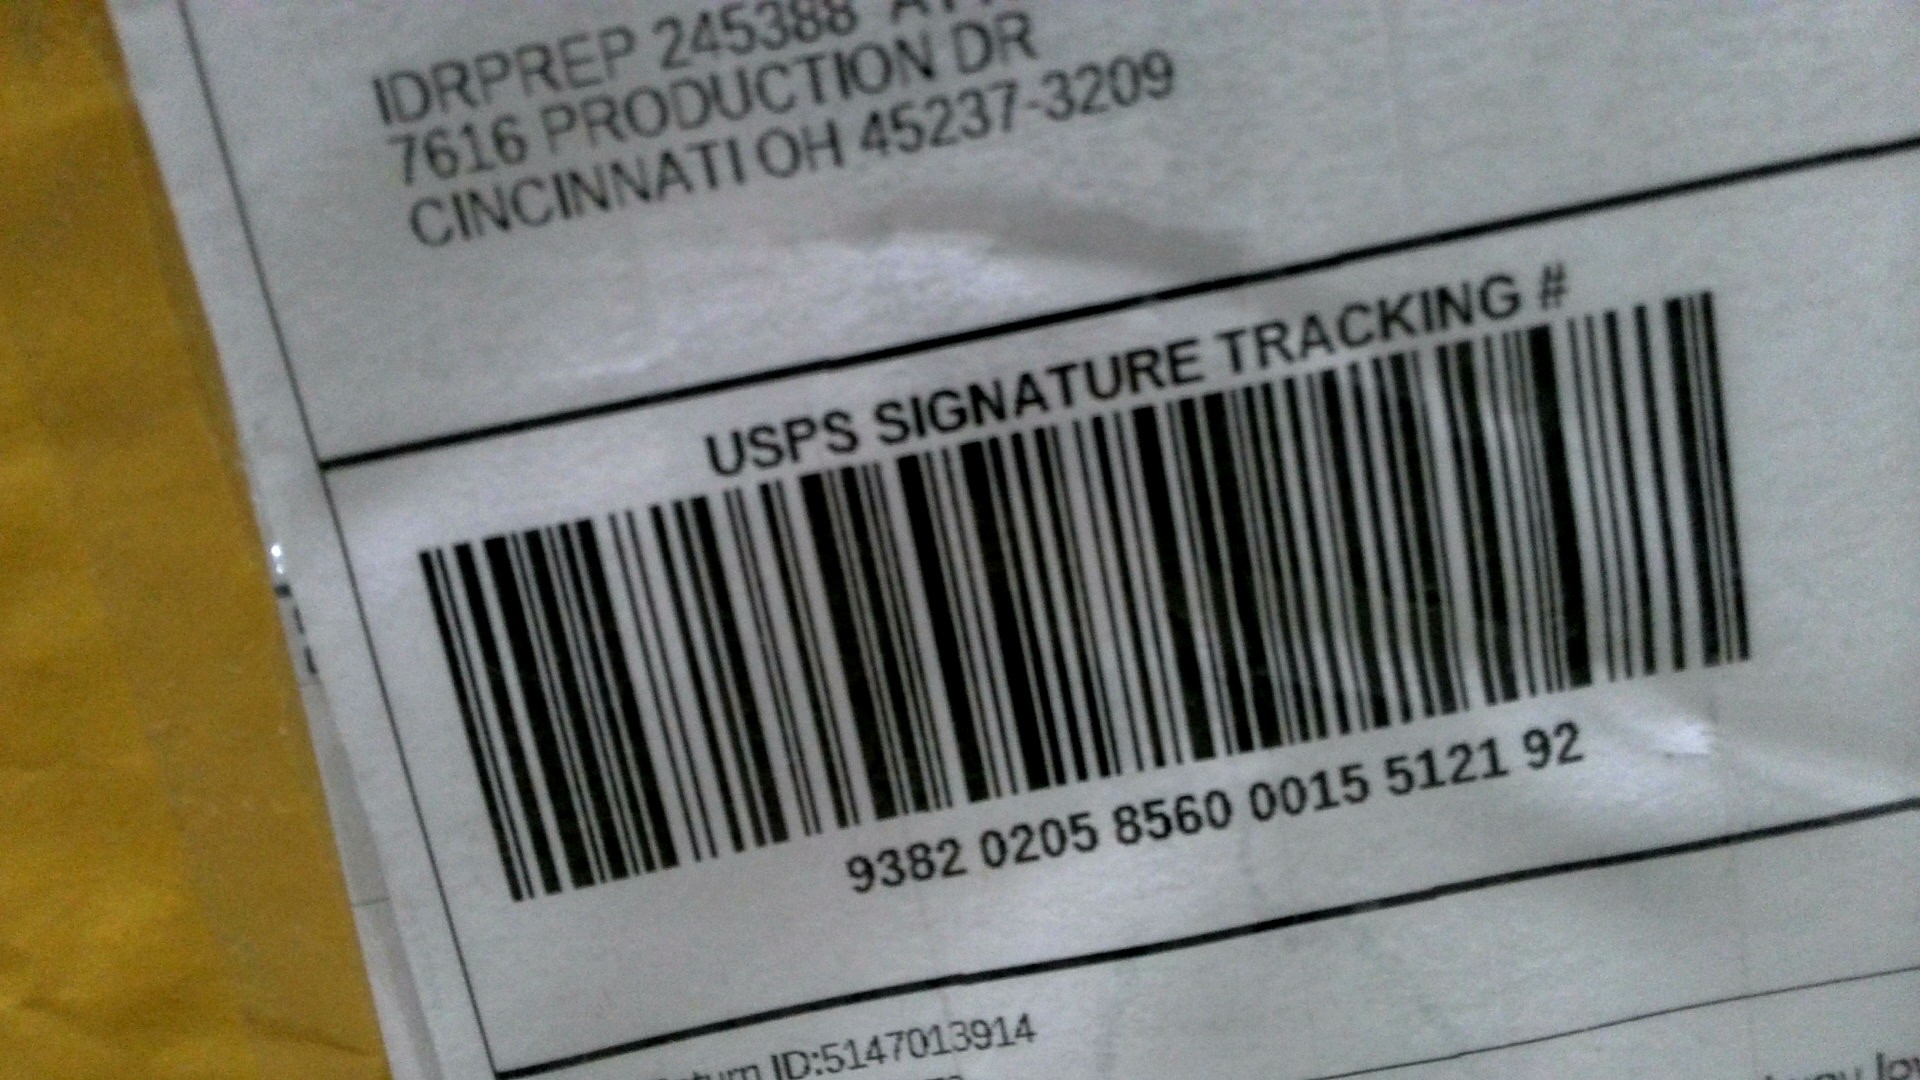 IDRPREP 245388
7616 PRODUCTION DR
CINCINNATI OH 45237-3209
USPS SIGNATURE TRACKING #
9382 0205 8560 0015 5121 92
ID:5147013914